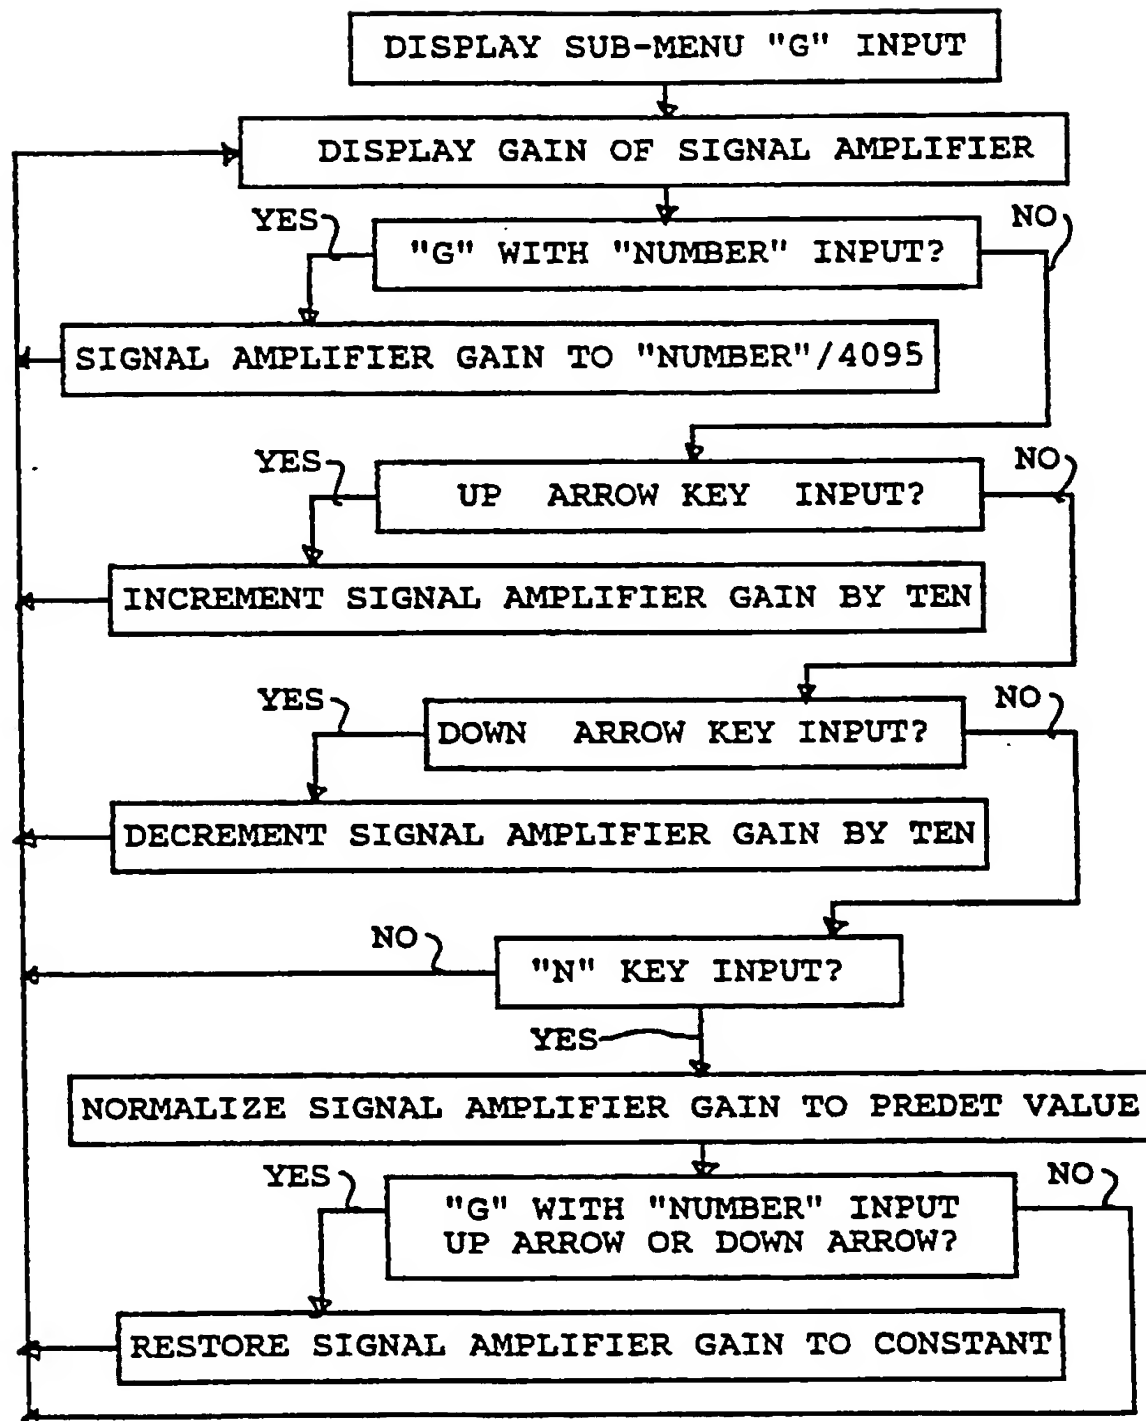 DISPLAY SUB-MENU "G" INPUT
DISPLAY GAIN OF SIGNAL AMPLIFIER
YES
NO
"G" WITH "NUMBER" INPUT?
SIGNAL AMPLIFIER GAIN TO "NUMBER"/4095
YES
NO
UP ARROW KEY INPUT?
INCREMENT SIGNAL AMPLIFIER GAIN BY TEN
YES
NO
DOWN ARROW KEY INPUT?
DECREMENT SIGNAL AMPLIFIER GAIN BY TEN
NO
"N" KEY INPUT?
YES
NORMALIZE SIGNAL AMPLIFIER GAIN TO PREDET VALUE
YES
NO
"G" WITH "NUMBER" INPUT
UP ARROW OR DOWN ARROW?
RESTORE SIGNAL AMPLIFIER GAIN TO CONSTANT